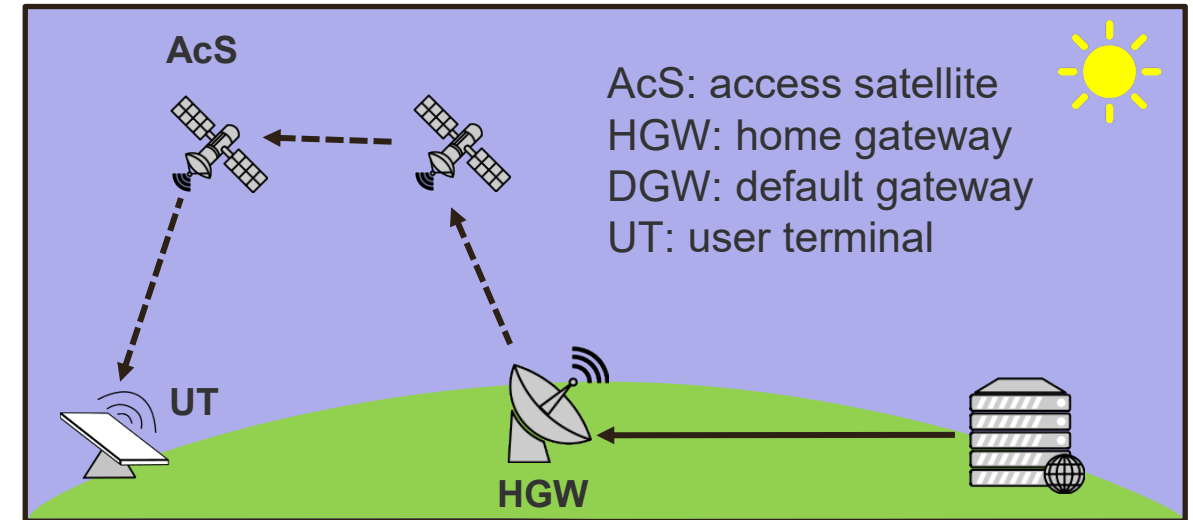 AcS
AcS: access satellite
HGW: home gateway
DGW: default gateway
UT: user terminal
UT
HGW